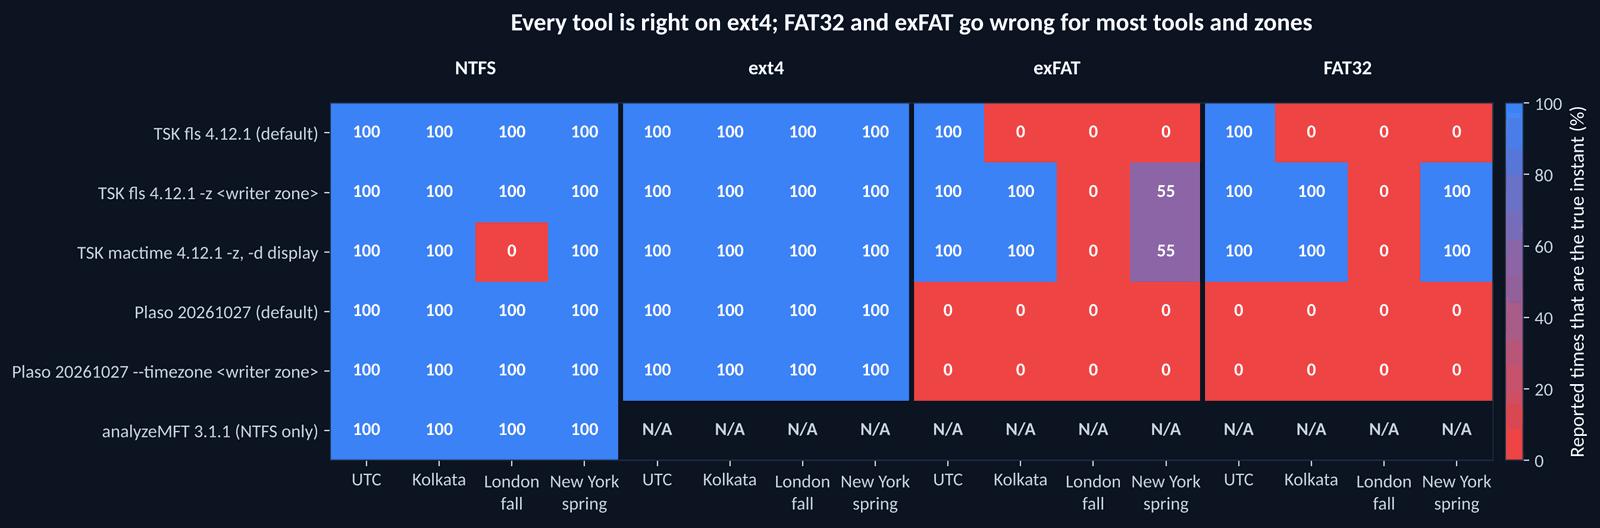 Every tool is right on ext4; FAT32 and exFAT go wrong for most tools and zones
NTFS ext4 exFAT FAT32
TSK fls 4.12.1 (default) 100 100 100 100 100 100 100 100 100 0 0 0 100 0 0 0
TSK fls 4.12.1 -z <writer zone> 100 100 100 100 100 100 100 100 100 100 0 55 100 100 0 100
TSK mactime 4.12.1 -z, -d display 100 100 0 100 100 100 100 100 100 100 0 55 100 100 0 100
Plaso 20261027 (default) 100 100 100 100 100 100 100 100 0 0 0 0 0 0 0 0
Plaso 20261027 --timezone <writer zone> 100 100 100 100 100 100 100 100 0 0 0 0 0 0 0 0
analyzeMFT 3.1.1 (NTFS only) 100 100 100 100 N/A N/A N/A N/A N/A N/A N/A N/A N/A N/A N/A N/A
UTC Kolkata London New York UTC Kolkata London New York UTC Kolkata London New York UTC Kolkata London New York
fall spring fall spring fall spring fall spring
100
80
60
40
20
0
Reported times that are the true instant (%)